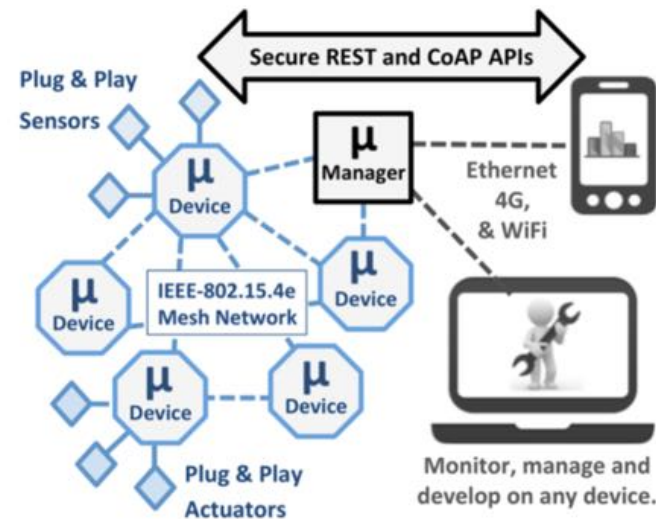 Secure REST and CoAP APIs
Plug & Play
Sensors
μ
Manager
μ
Device
Ethernet
4G,
& WiFi
μ
Device
IEEE-802.15.4e
Mesh Network
μ
Device
μ
Device
μ
Device
Plug & Play
Actuators
Monitor, manage and
develop on any device.